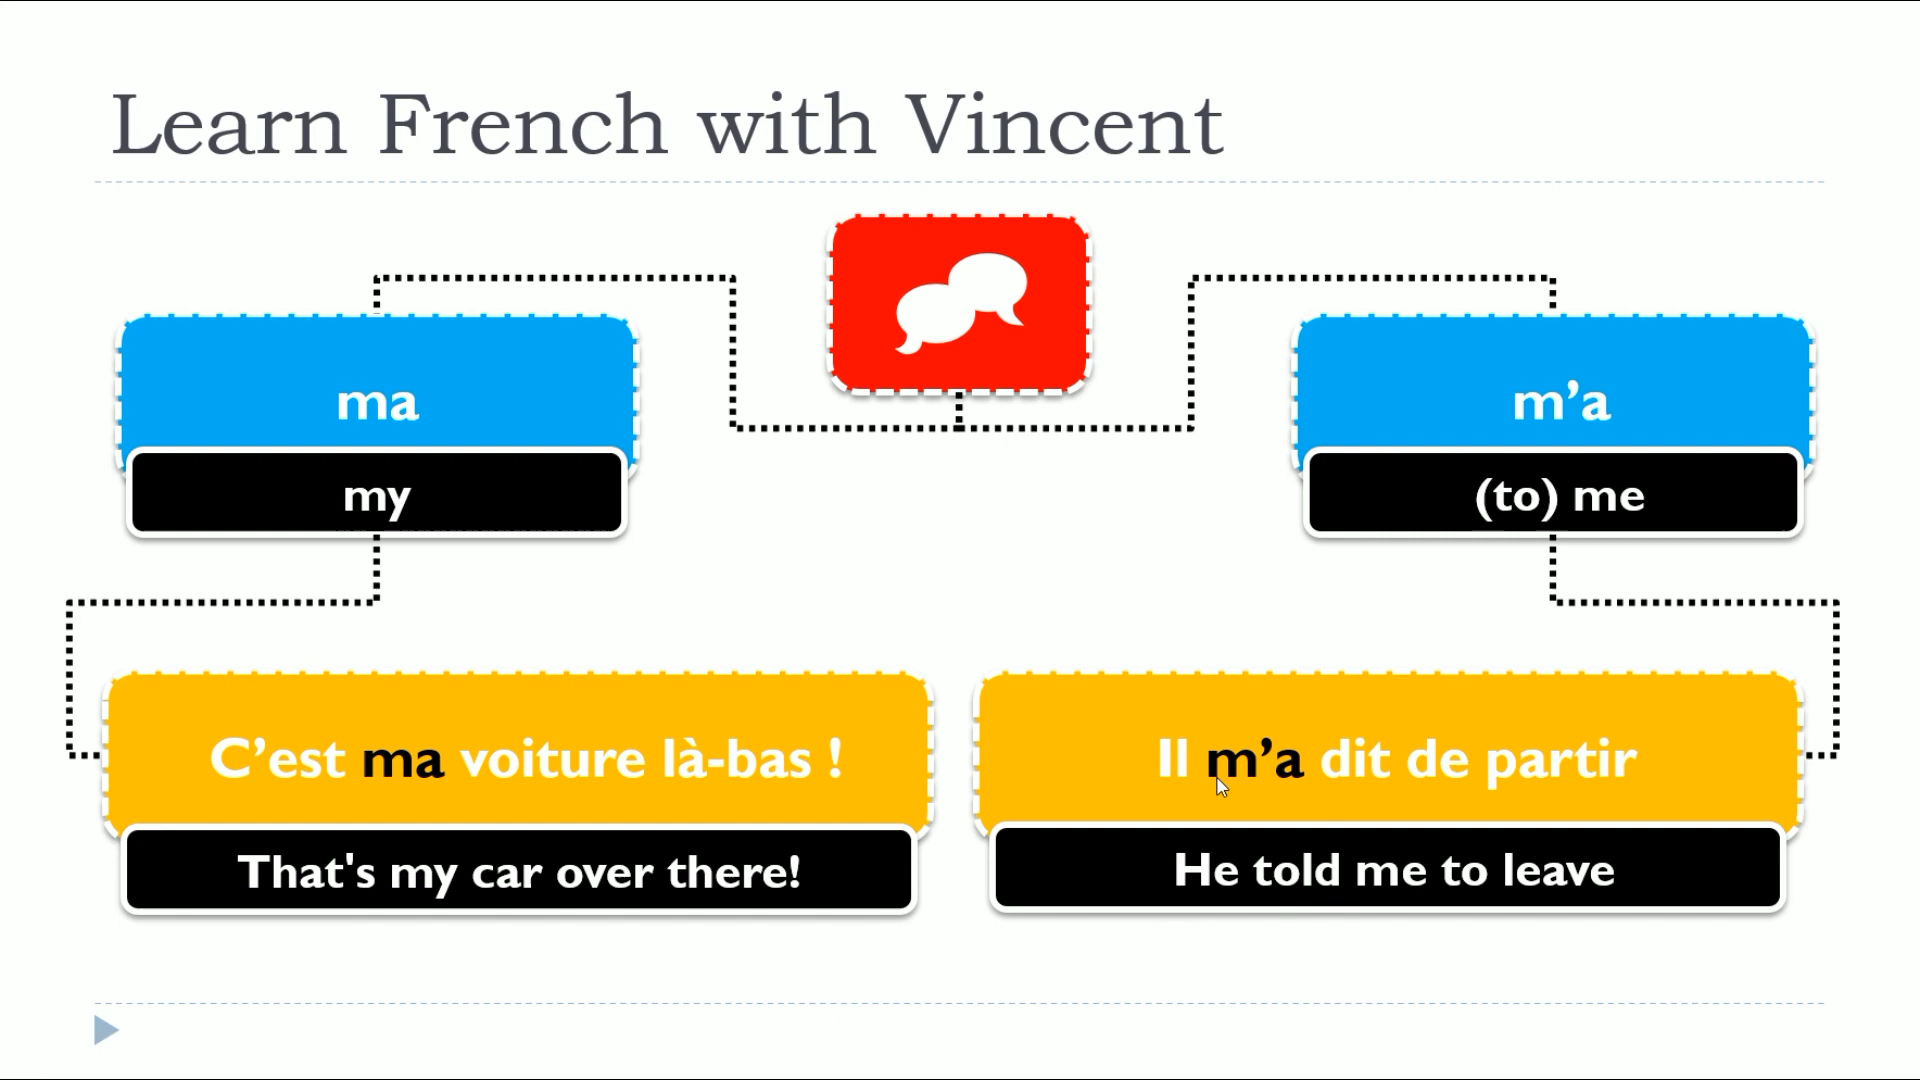 Learn French with Vincent
ma
my
m’a
(to) me
C’est ma voiture là-bas !
That's my car over there!
Il m’a dit de partir
He told me to leave